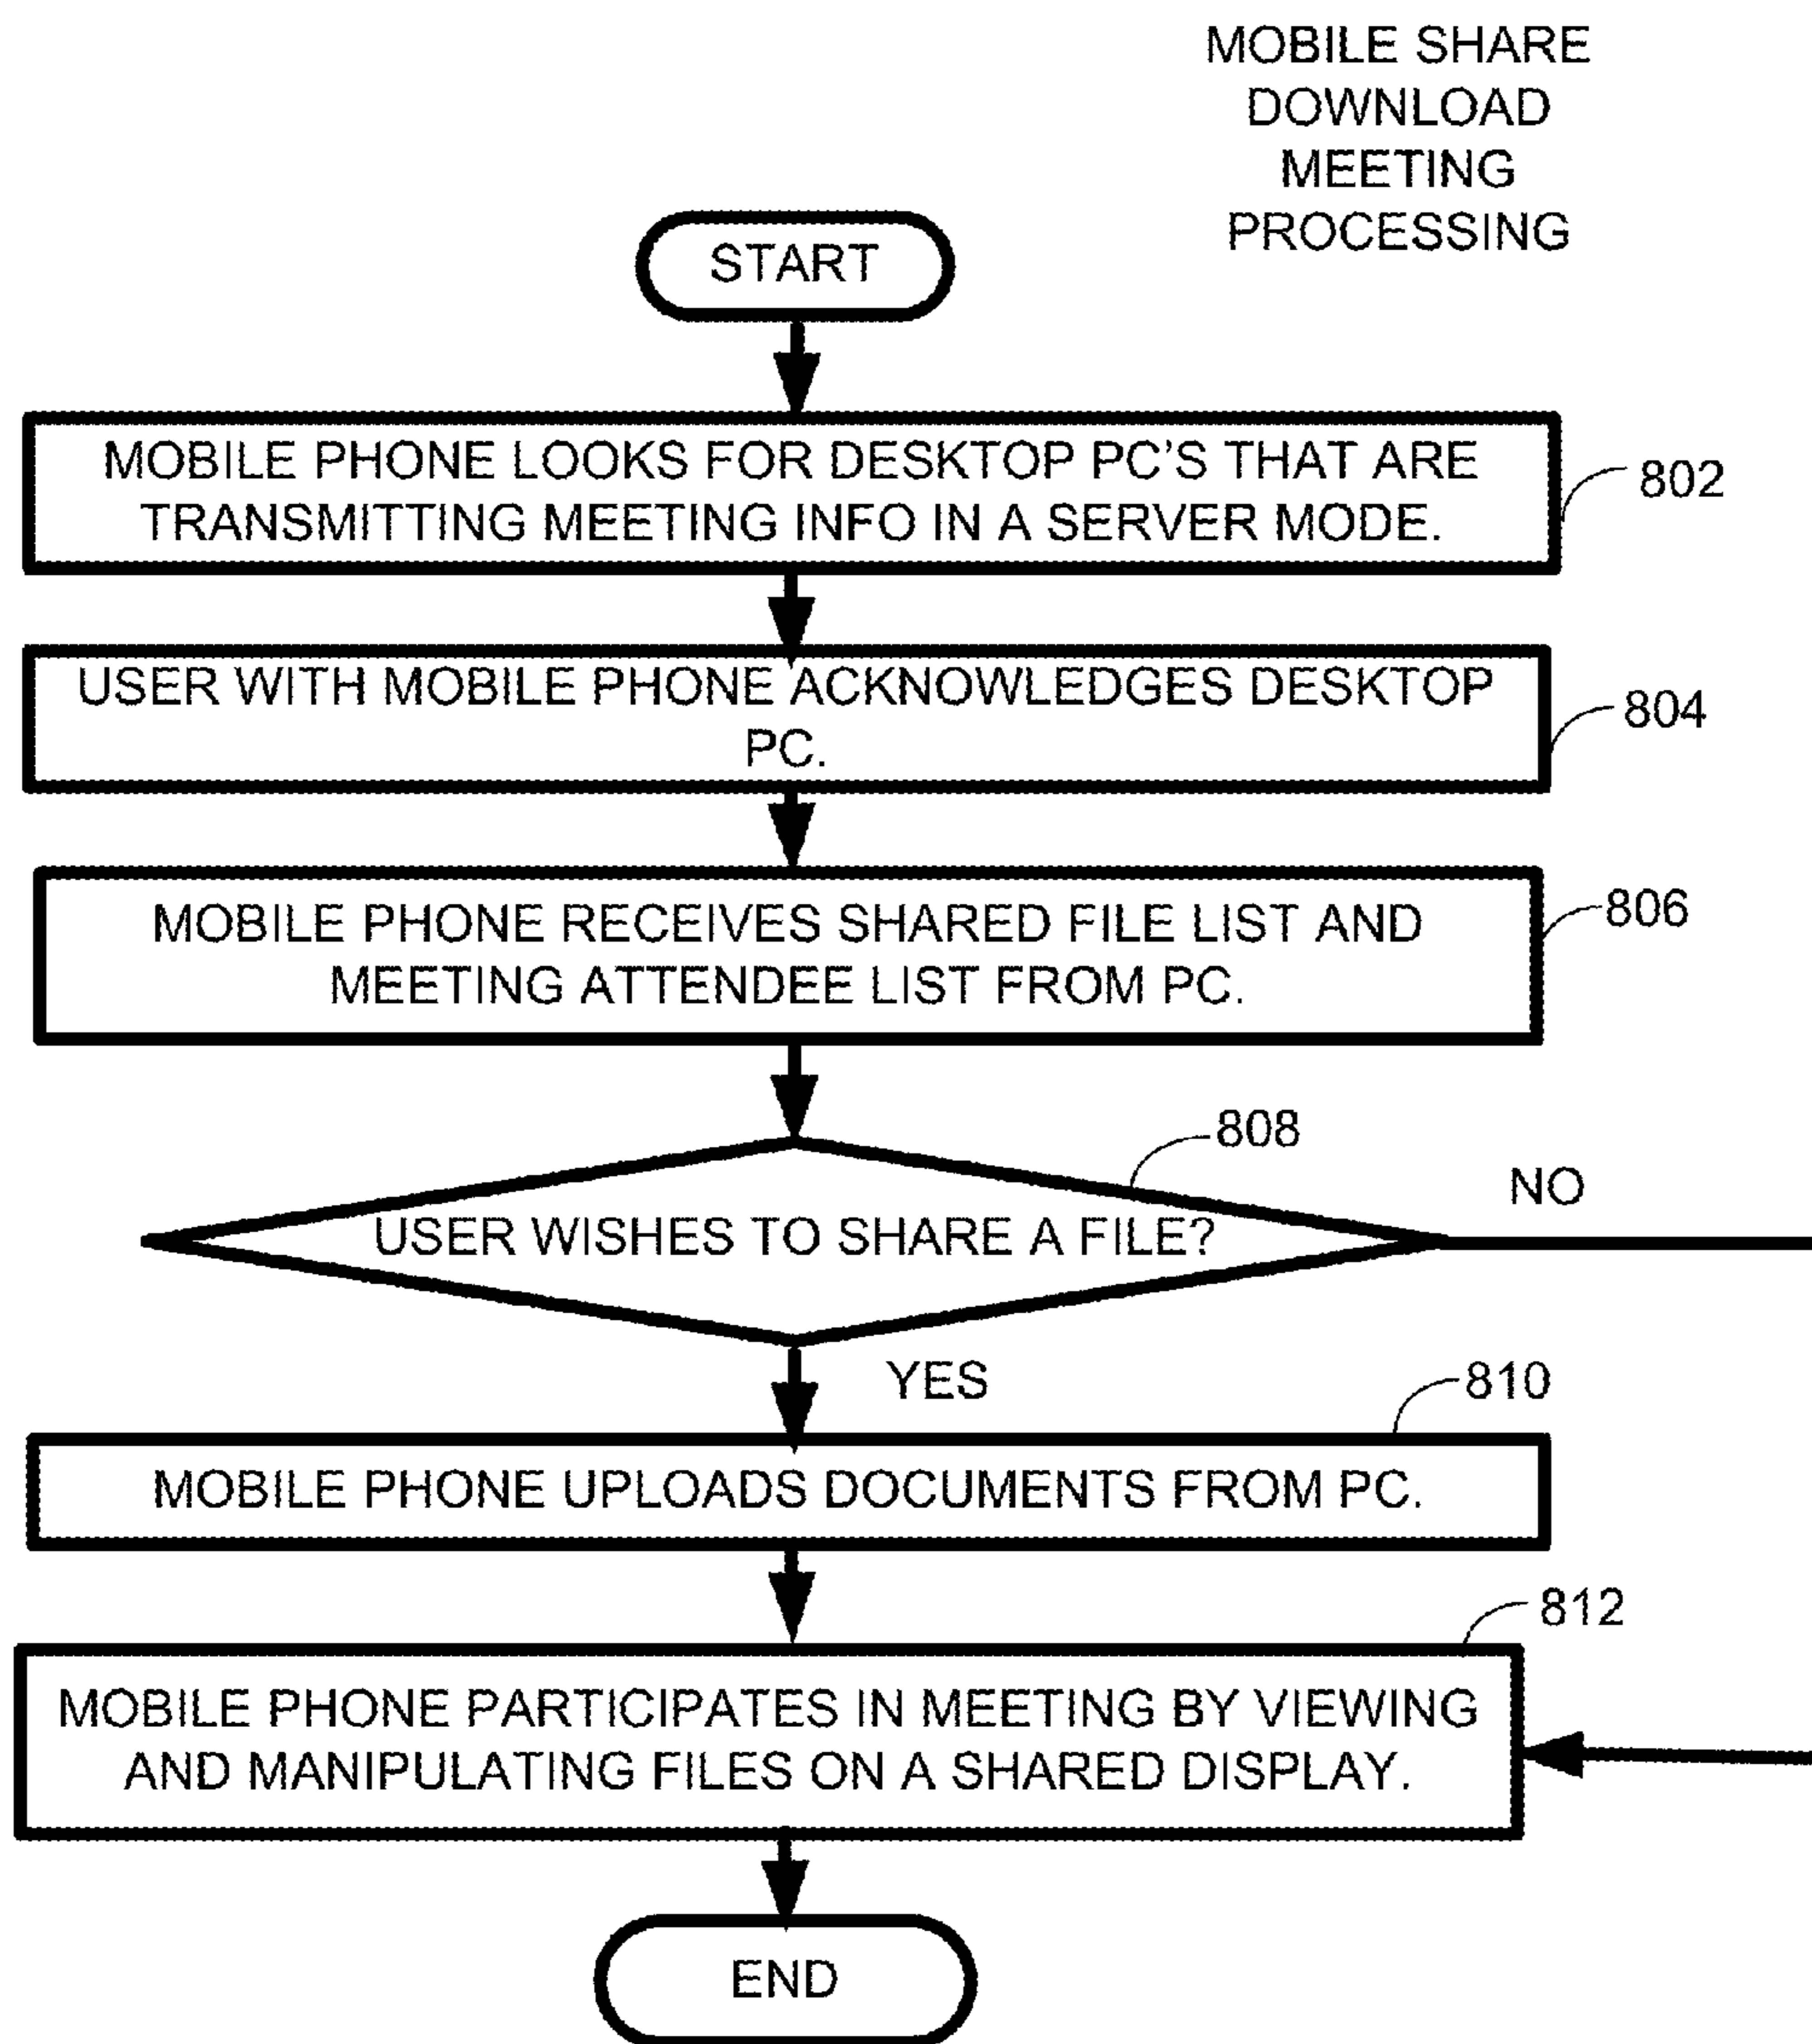 MOBILE SHARE
DOWNLOAD
MEETING
PROCESSING
START
MOBILE PHONE LOOKS FOR DESKTOP PC'S THAT ARE
TRANSMITTING MEETING INFO IN A SERVER MODE.
802
USER WITH MOBILE PHONE ACKNOWLEDGES DESKTOP
PC.
804
MOBILE PHONE RECEIVES SHARED FILE LIST AND
MEETING ATTENDEE LIST FROM PC.
806
808
USER WISHES TO SHARE A FILE?
NO
YES
810
MOBILE PHONE UPLOADS DOCUMENTS FROM PC.
812
MOBILE PHONE PARTICIPATES IN MEETING BY VIEWING
AND MANIPULATING FILES ON A SHARED DISPLAY.
END